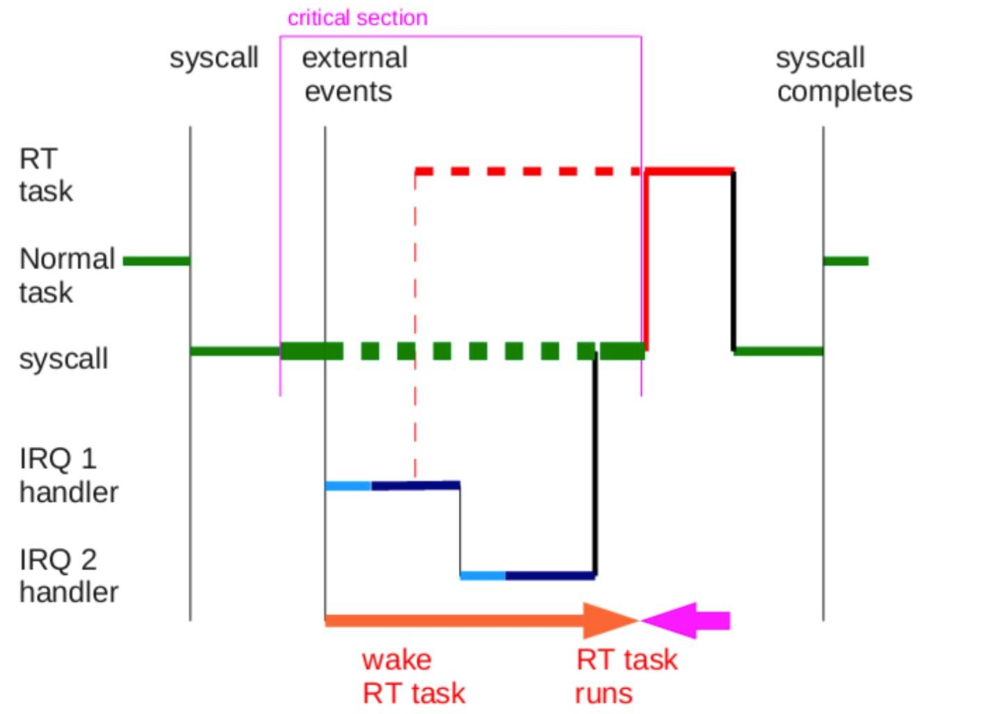 critical section
syscall
external
events
syscall
completes
RT
task
Normal
task
syscall
IRQ 1
handler
IRQ 2
handler
wake
RT task
RT task
runs